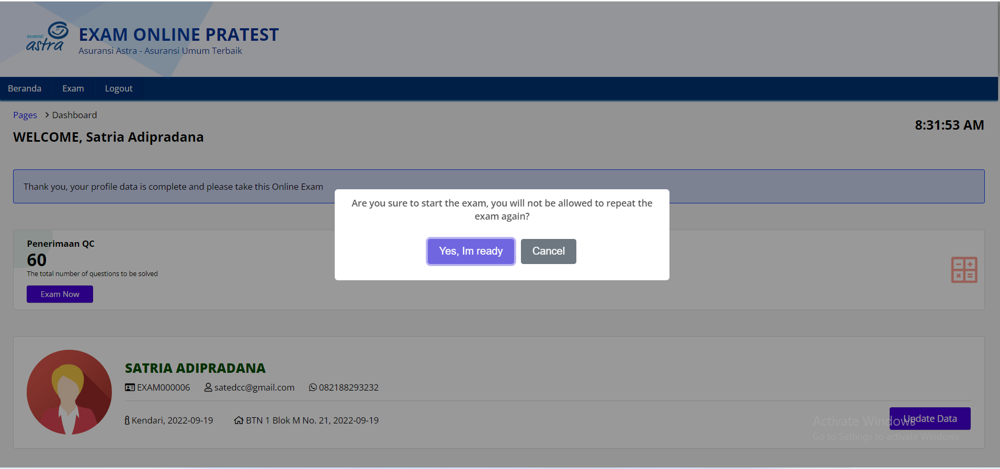 asuransi
astra
EXAM ONLINE PRATEST
Asuransi Astra - Asuransi Umum Terbaik
Beranda
Exam
Logout
Pages > Dashboard
8:31:53 AM
WELCOME, Satria Adipradana
Thank you, your profile data is complete and please take this Online Exam
Are you sure to start the exam, you will not be allowed to repeat the
exam again?
Yes, Im ready
Cancel
Penerimaan QC
60
The total number of questions to be solved
Exam Now
SATRIA ADIPRADANA
EXAM000006
satedcc@gmail.com
082188293232
Kendari, 2022-09-19
BTN 1 Blok M No. 21, 2022-09-19
Update Data
Activate Windows
Go to Settings to activate Windows.